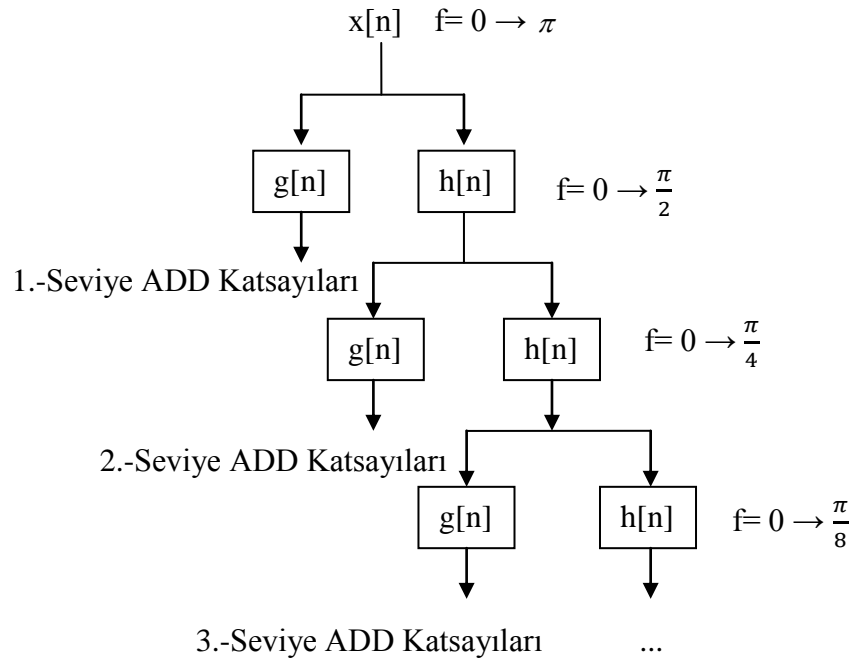 x[n] f= 0 → π
g[n] h[n] f= 0 → π/2
1.-Seviye ADD Katsayıları
g[n] h[n] f= 0 → π/4
2.-Seviye ADD Katsayıları
g[n] h[n] f= 0 → π/8
3.-Seviye ADD Katsayıları ...